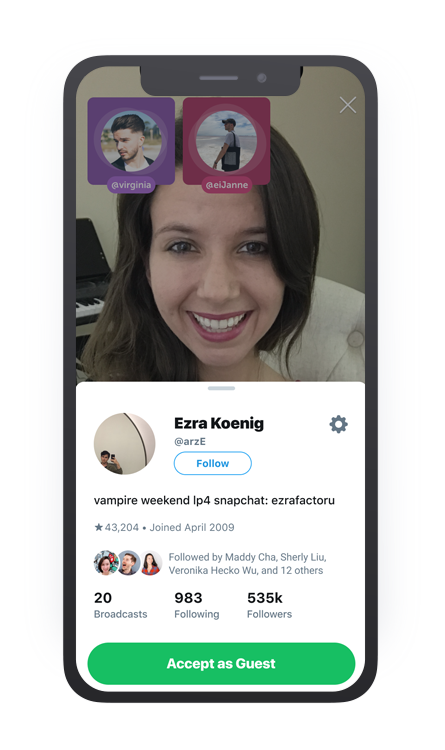 @virginia
@eiJanne
Ezra Koenig
@arzE
Follow
vampire weekend lp4 snapchat: ezrafactoru
★43,204 • Joined April 2009
Followed by Maddy Cha, Sherly Liu,
Veronika Hecko Wu, and 12 others
20 983 535k
Broadcasts Following Followers
Accept as Guest